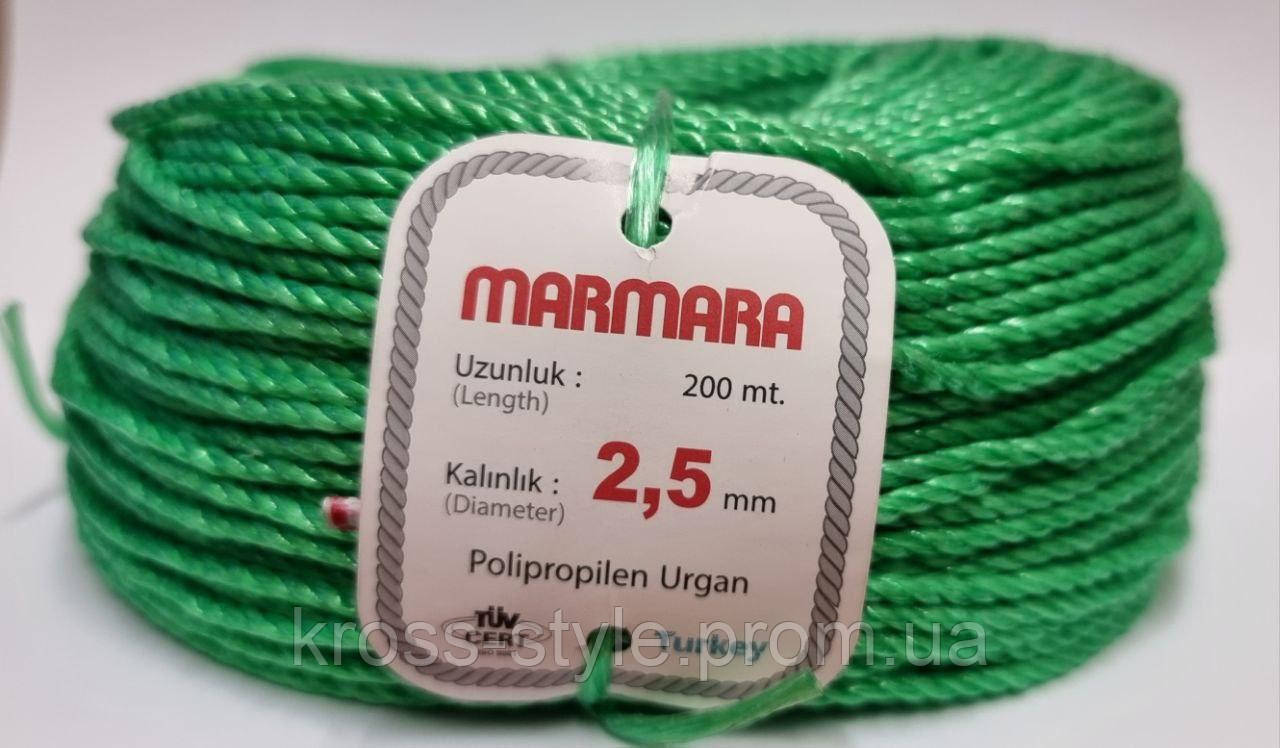 MARMARA
Uzunluk : 200 mt.
(Length)
Kalınlık : 2,5 mm
(Diameter)
Polipropilen Urgan
TÜV
CERT
Turkey
kross-style.prom.ua